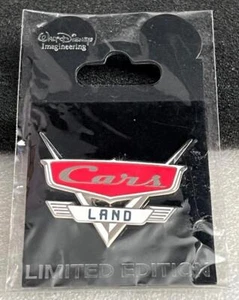 Walt Disney
Imagineering
Cars
LAND
LIMITED EDITION